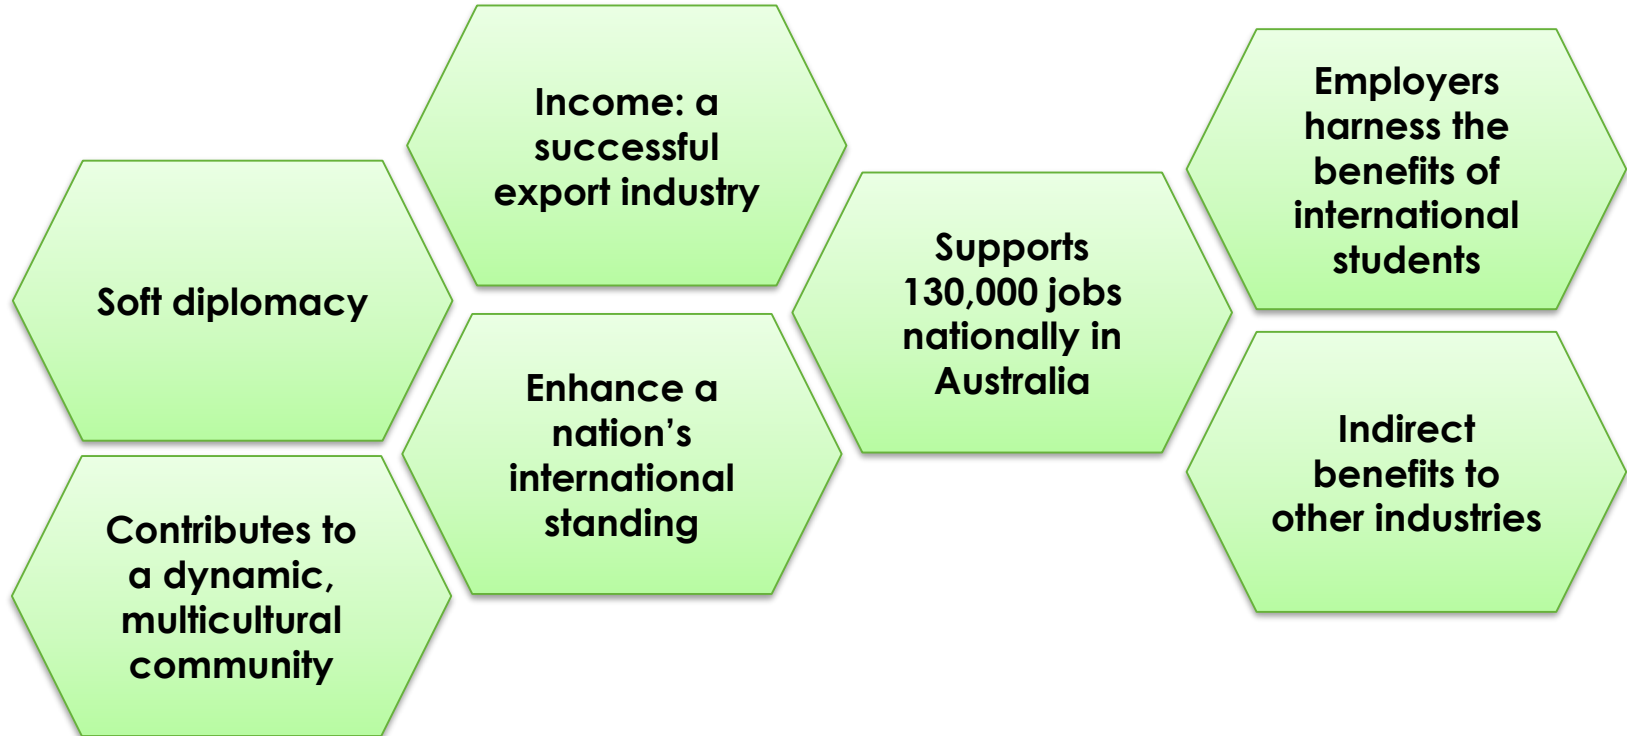 Income: a
successful
export industry
Employers
harness the
benefits of
international
students
Soft diplomacy
Supports
130,000 jobs
nationally in
Australia
Enhance a
nation’s
international
standing
Indirect
benefits to
other industries
Contributes to
a dynamic,
multicultural
community